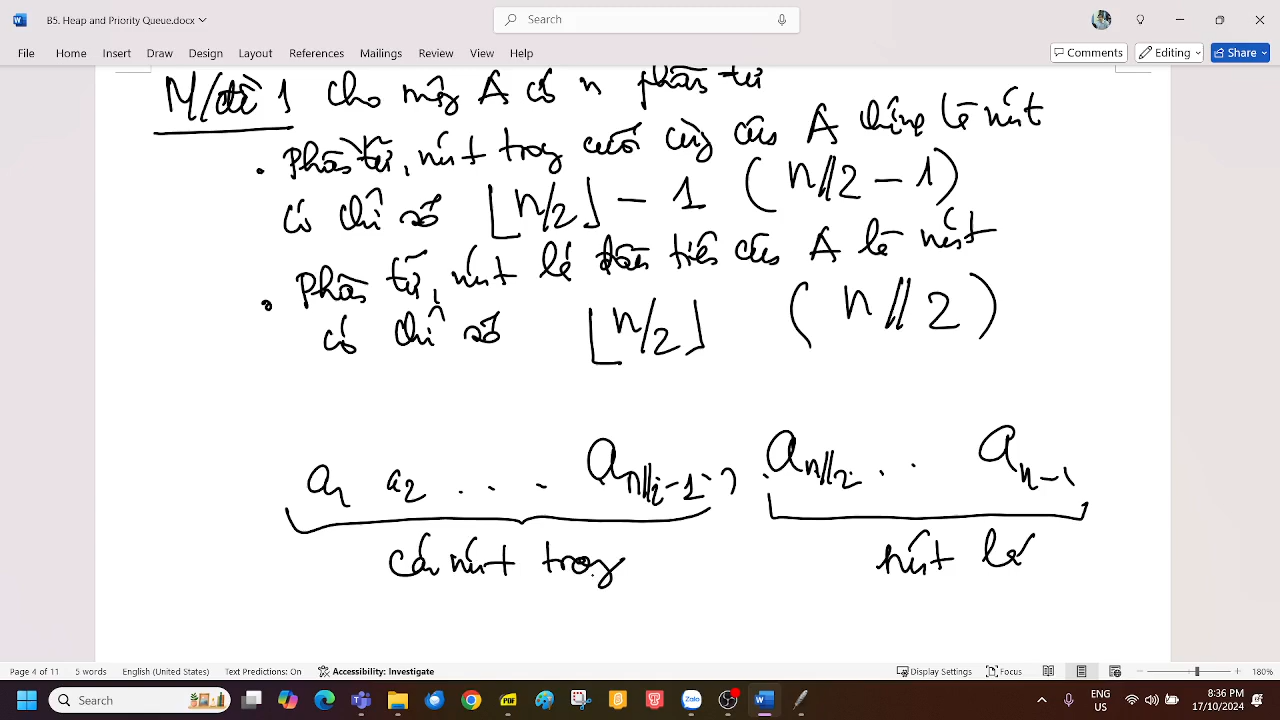 B5. Heap and Priority Queue.docx
Search
File Home Insert Draw Design Layout References Mailings Review View Help
Comments Editing Share
M/đề 1 Cho mảng A có n phần tử
• Phần tử, nút trong cuối cùng của A chính là nút
có chỉ số ⌊n/2⌋ - 1 (n//2 - 1)
• Phần tử, nút lá đầu tiên của A là nút
có chỉ số ⌊n/2⌋ (n//2)
a1 a2 . . . a n//2-1, a n//2 . . a n-1
các nút trong nút lá
Page 4 of 11 5 words English (United States) Text Predictions: On Accessibility: Investigate Display Settings Focus 180%
Search PDF Zalo ENG US 8:36 PM 17/10/2024